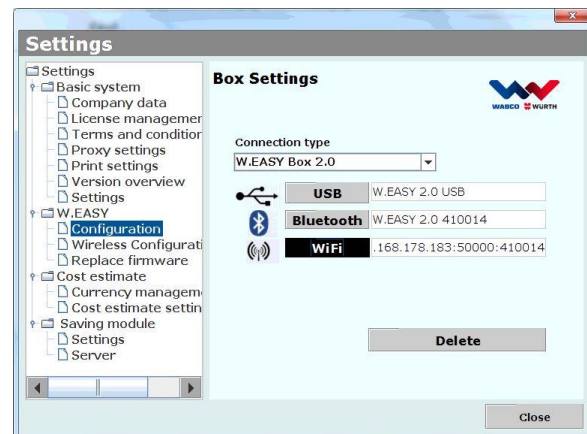 Settings
Settings
Basic system
Company data
License managemer
Terms and condition
Proxy settings
Print settings
Version overview
Settings
W.EASY
Configuration
Wireless Configurati
Replace firmware
Cost estimate
Currency managem
Cost estimate settin
Saving module
Settings
Server
Box Settings
WABCO WÜRTH
Connection type
W.EASY Box 2.0
USB W.EASY 2.0 USB
Bluetooth W.EASY 2.0 410014
WiFi .168.178.183:50000:410014
Delete
Close